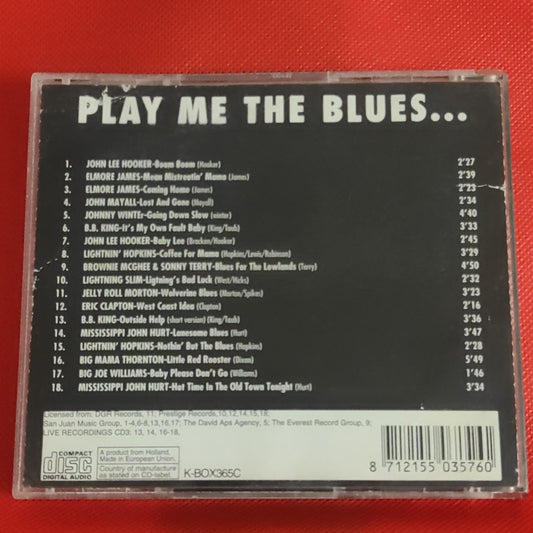 PLAY ME THE BLUES...
1. JOHN LEE HOOKER-Boom Boom (Hooker) 2'27
2. ELMORE JAMES-Mean Mistreatin' Mama (James) 2'39
3. ELMORE JAMES-Coming Home (James) 2'23
4. JOHN MAYALL-Lost And Gone (Mayall) 2'34
5. JOHNNY WINTEr-Going Down Slow (winter) 4'40
6. B.B. KING-It's My Own Fault Baby (King/Taub) 3'33
7. JOHN LEE HOOKER-Baby Lee (Bracken/Hooker) 2'45
8. LIGHTNIN' HOPKINS-Coffee For Mama (Hopkins/Lewis/Robinson) 3'29
9. BROWNIE MCGHEE & SONNY TERRY-Blues For The Lowlands (Terry) 4'50
10. LIGHTNING SLIM-Ligtning's Bad Luck (West/Hicks) 2'32
11. JELLY ROLL MORTON-Wolverine Blues (Morton/Spikes) 3'23
12. ERIC CLAPTON-West Coast Idea (Clapton) 2'16
13. B.B. KING-Outside Help (short version) (King/Taub) 3'36
14. MISSISSIPPI JOHN HURT-Lonesome Blues (Hurt) 3'47
15. LIGHTNIN' HOPKINS-Nothin' But The Blues (Hopkins) 2'28
16. BIG MAMA THORNTON-Little Red Rooster (Dixon) 5'49
17. BIG JOE WILLIAMS-Baby Please Don't Go (Williams) 1'46
18. MISSISSIPPI JOHN HURT-Hot Time In The Old Town Tonight (Hurt) 3'34
Licensed from: DGR Records, 11; Prestige Records,10,12,14,15,18;
San Juan Music Group, 1-4,6-8,13,16,17; The David Aps Agency, 5; The Everest Record Group, 9;
LIVE RECORDINGS CD3: 13, 14, 16-18,
COMPACT
disc
DIGITAL AUDIO
A product from Holland,
Made in European Union.
Country of manufacture
as stated on CD-label.
K-BOX365C
8 712155 035760